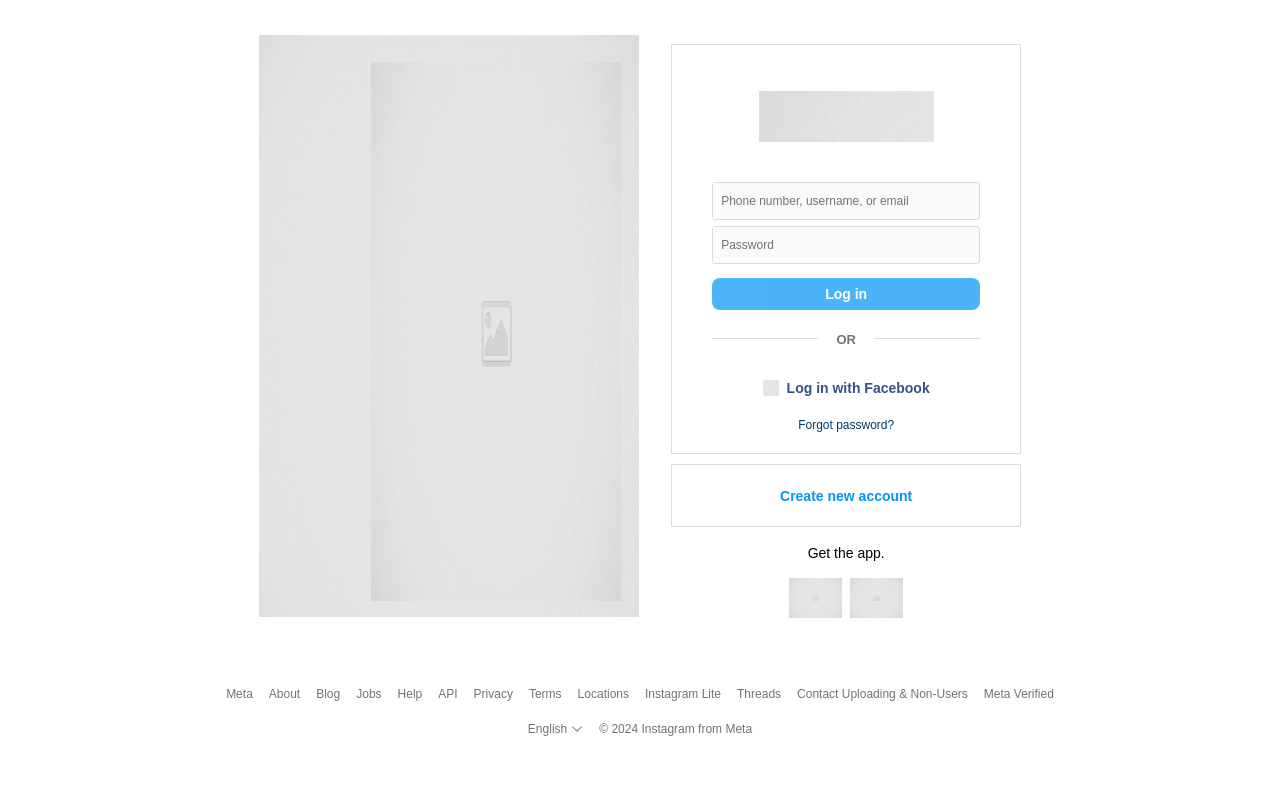 Phone number, username, or email
Password
Log in
OR
Log in with Facebook
Forgot password?
Create new account
Get the app.
Meta About Blog Jobs Help API Privacy Terms Locations Instagram Lite Threads Contact Uploading & Non-Users Meta Verified
English © 2024 Instagram from Meta